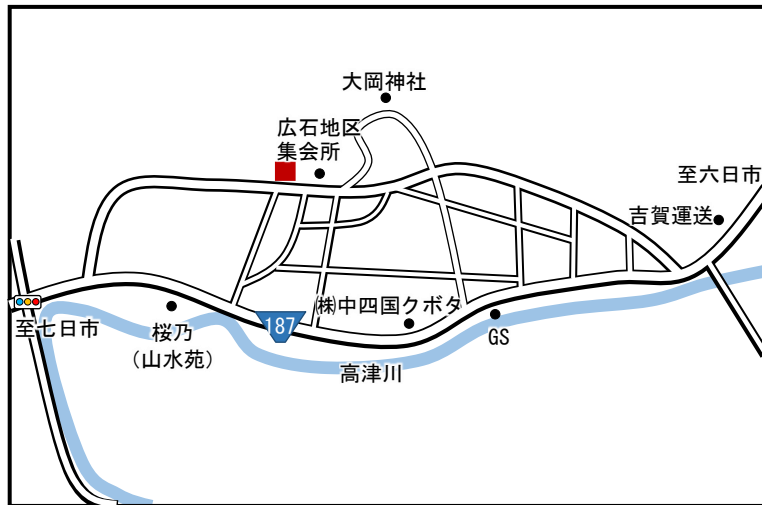 大岡神社
広石地区
集会所
至六日市
吉賀運送
㈱中四国クボタ
187
GS
至七日市
桜乃
（山水苑）
高津川